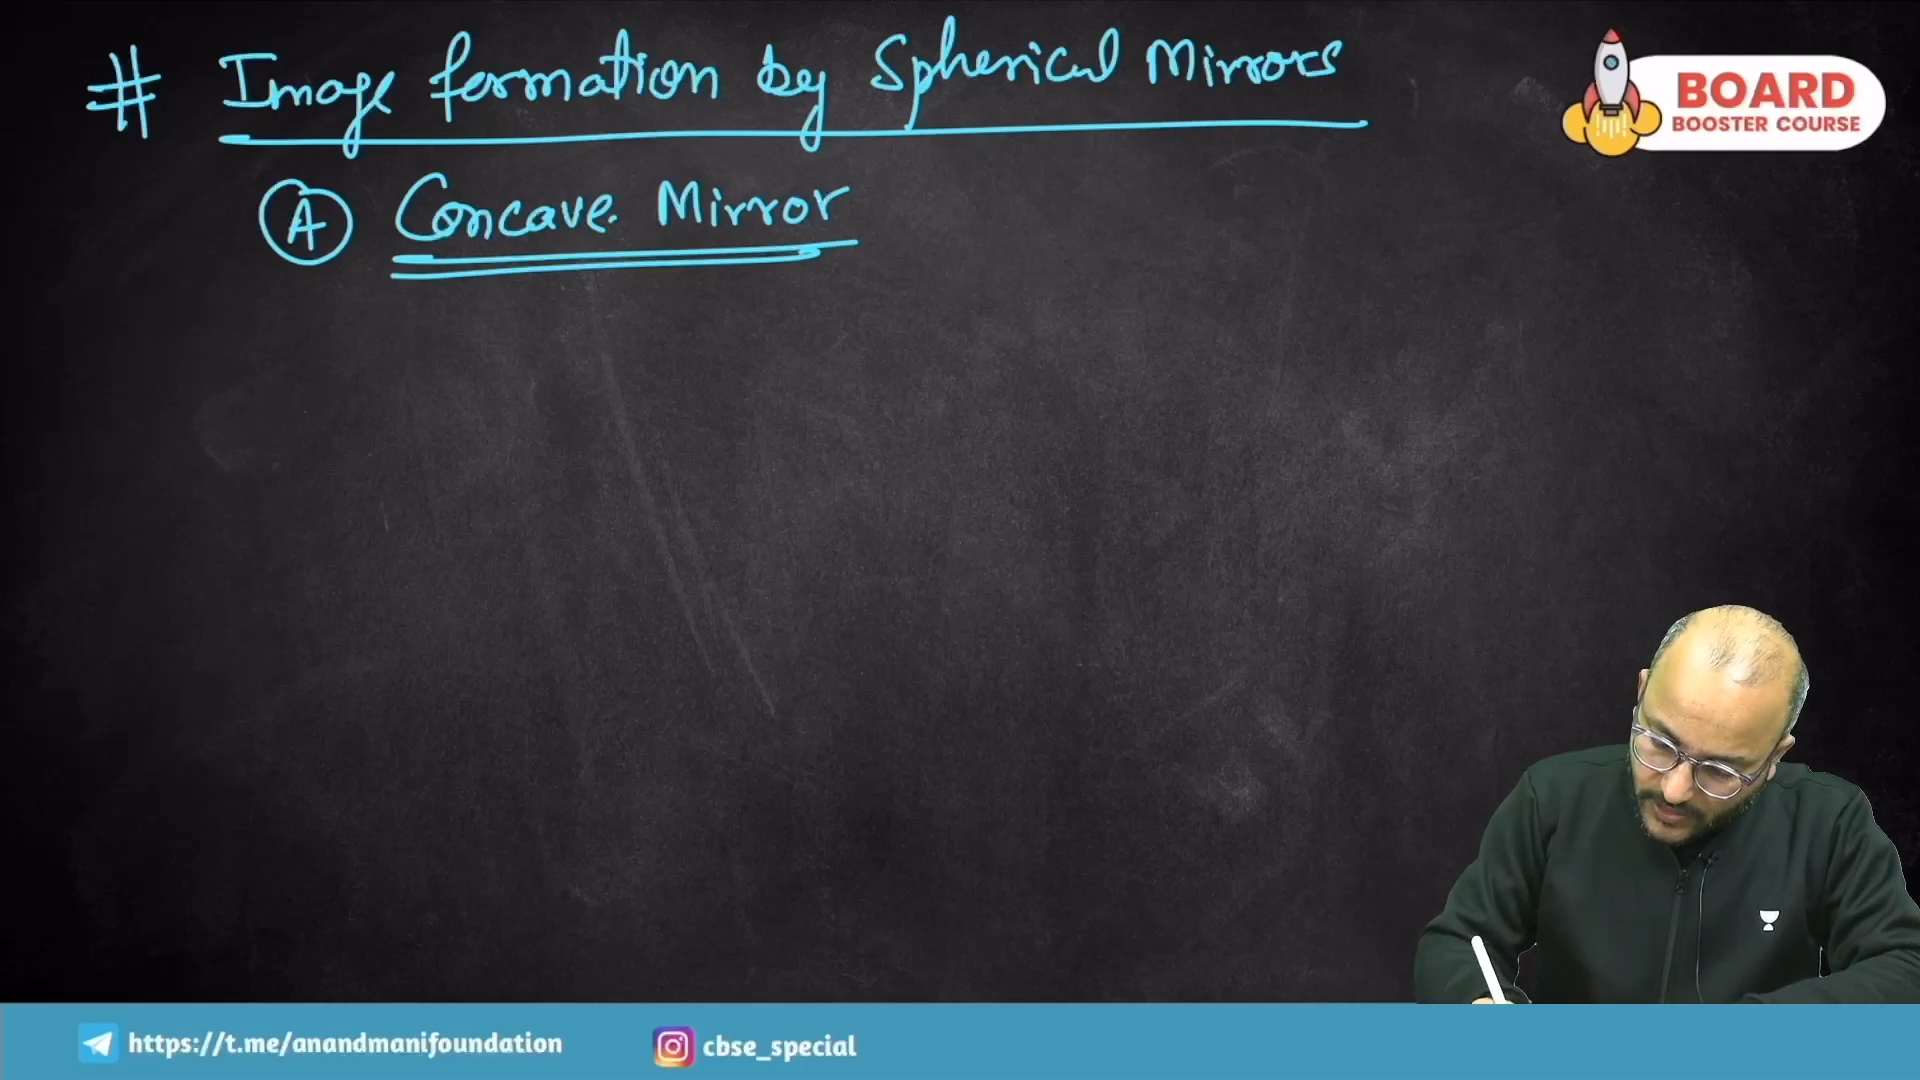 # Image formation by Spherical Mirrors
BOARD
BOOSTER COURSE
A Concave Mirror
https://t.me/anandmanifoundation
cbse_special